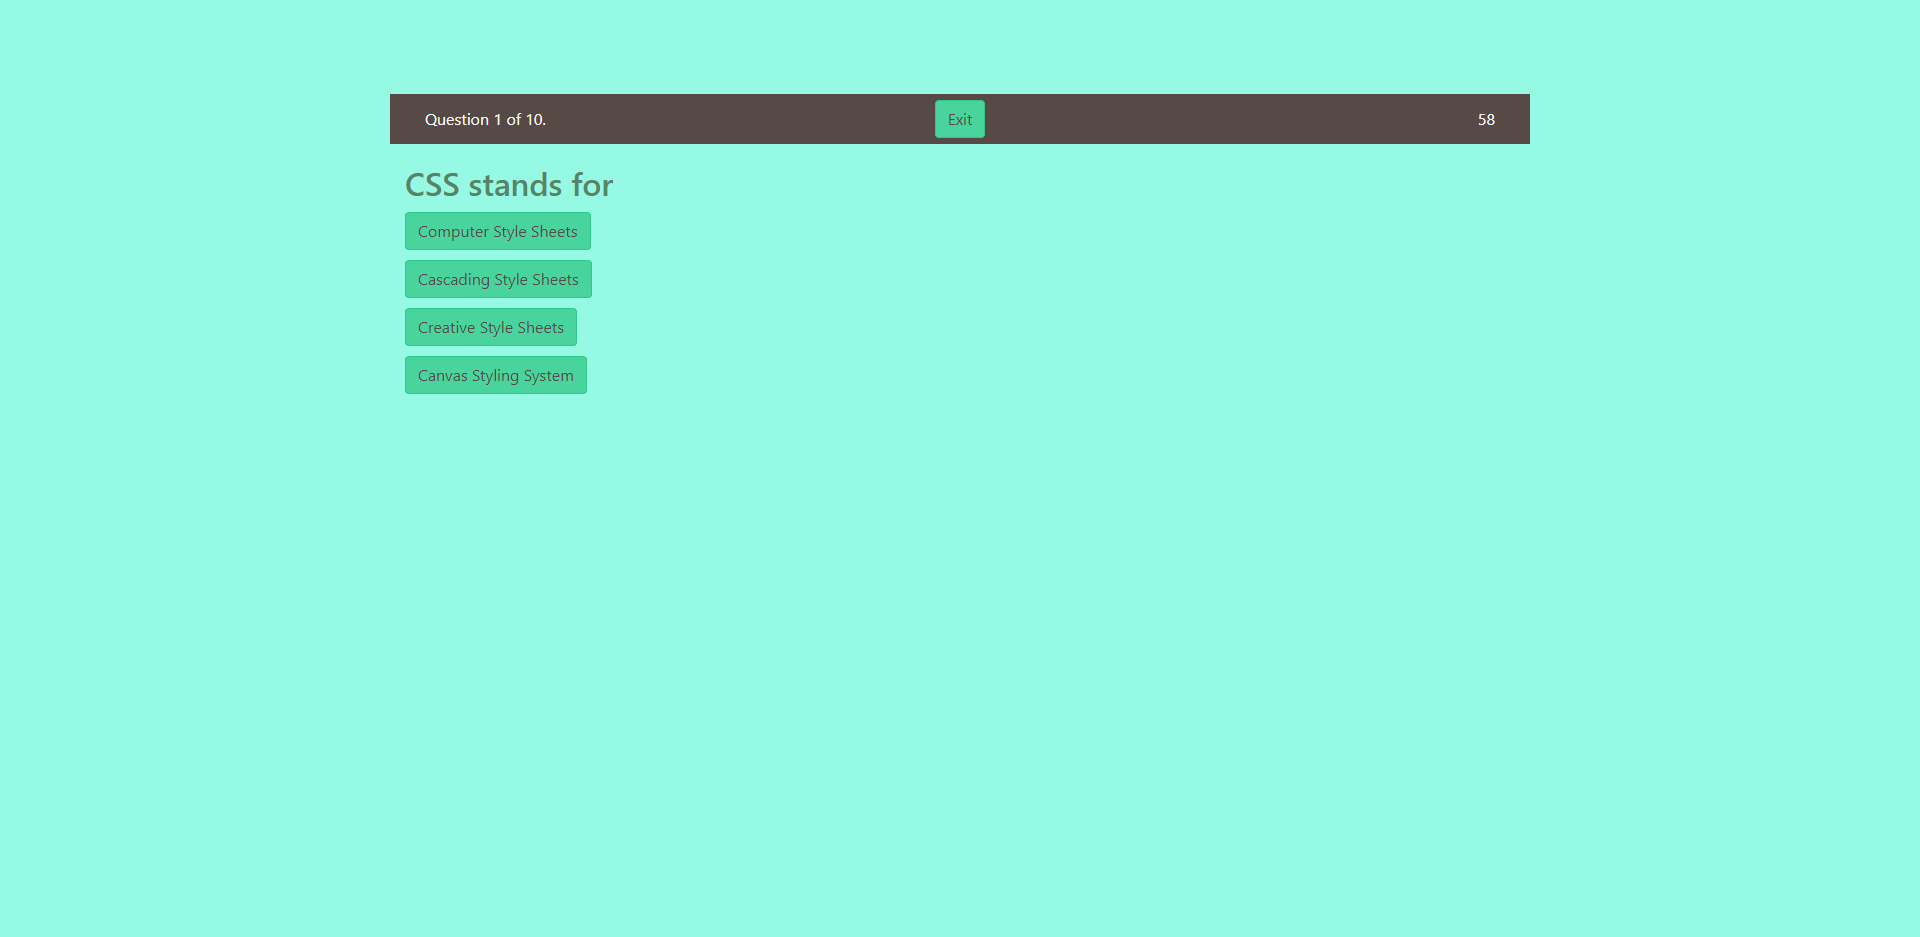 Question 1 of 10. Exit 58
CSS stands for
Computer Style Sheets
Cascading Style Sheets
Creative Style Sheets
Canvas Styling System